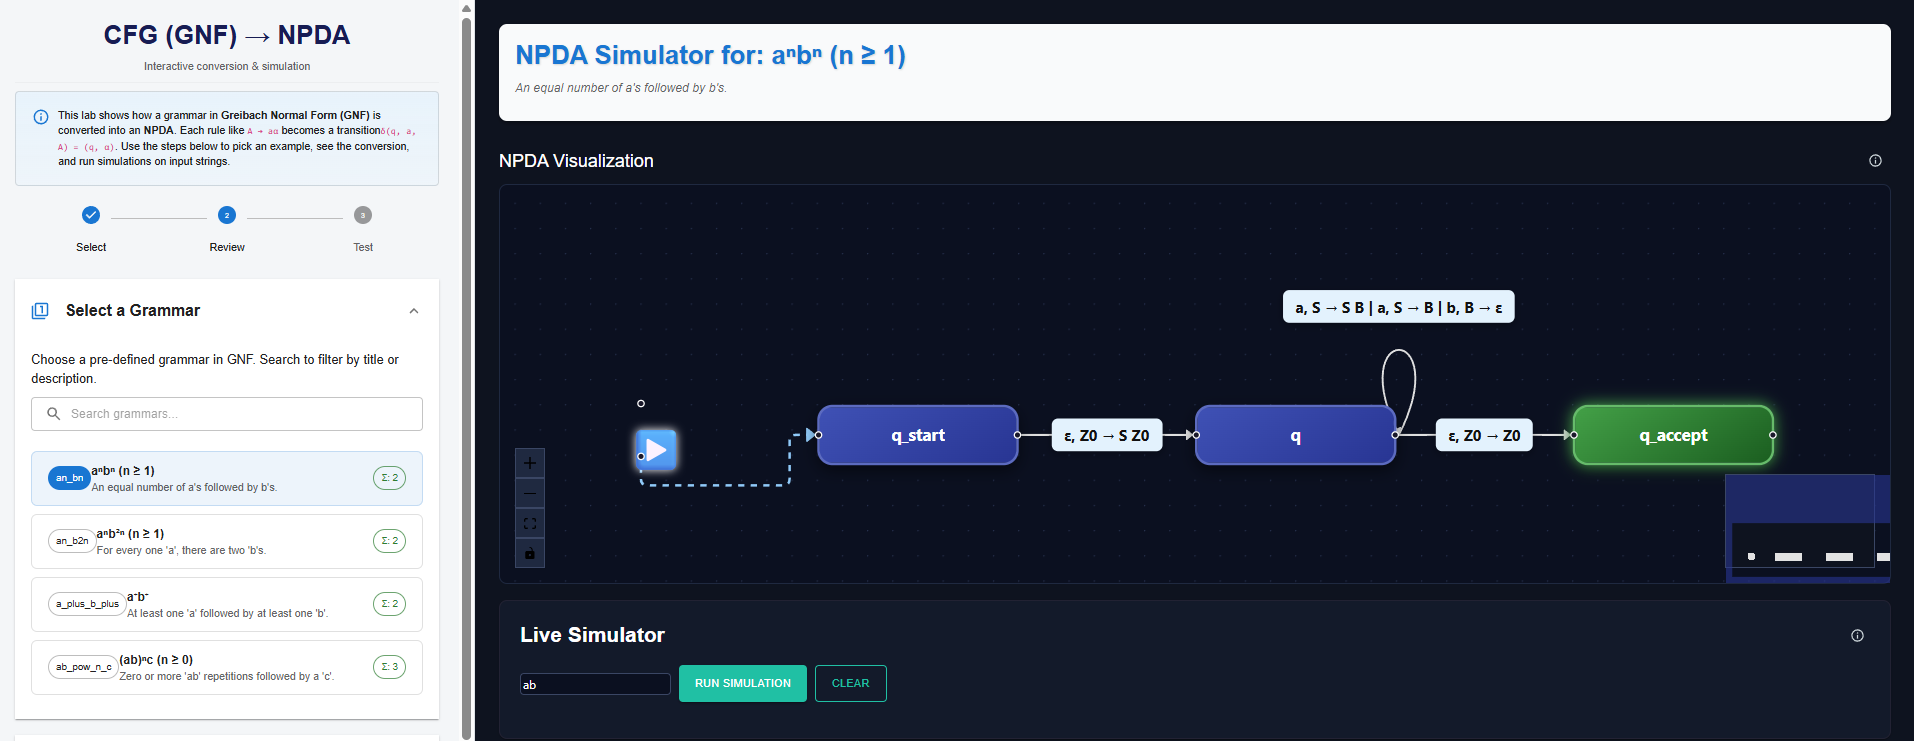 CFG (GNF) → NPDA
Interactive conversion & simulation
This lab shows how a grammar in Greibach Normal Form (GNF) is
converted into an NPDA. Each rule like A → aα becomes a transitionδ(q, a,
A) = (q, α). Use the steps below to pick an example, see the conversion,
and run simulations on input strings.
2
3
Select
Review
Test
1
Select a Grammar
Choose a pre-defined grammar in GNF. Search to filter by title or
description.
Search grammars...
an_bn
aⁿbⁿ (n ≥ 1)
An equal number of a's followed by b's.
Σ: 2
an_b2n
aⁿb²ⁿ (n ≥ 1)
For every one 'a', there are two 'b's.
Σ: 2
a_plus_b_plus
a⁺b⁺
At least one 'a' followed by at least one 'b'.
Σ: 2
ab_pow_n_c
(ab)ⁿc (n ≥ 0)
Zero or more 'ab' repetitions followed by a 'c'.
Σ: 3
NPDA Simulator for: aⁿbⁿ (n ≥ 1)
An equal number of a's followed by b's.
NPDA Visualization
a, S → S B | a, S → B | b, B → ε
q_start
ε, Z0 → S Z0
q
ε, Z0 → Z0
q_accept
Live Simulator
ab
RUN SIMULATION
CLEAR